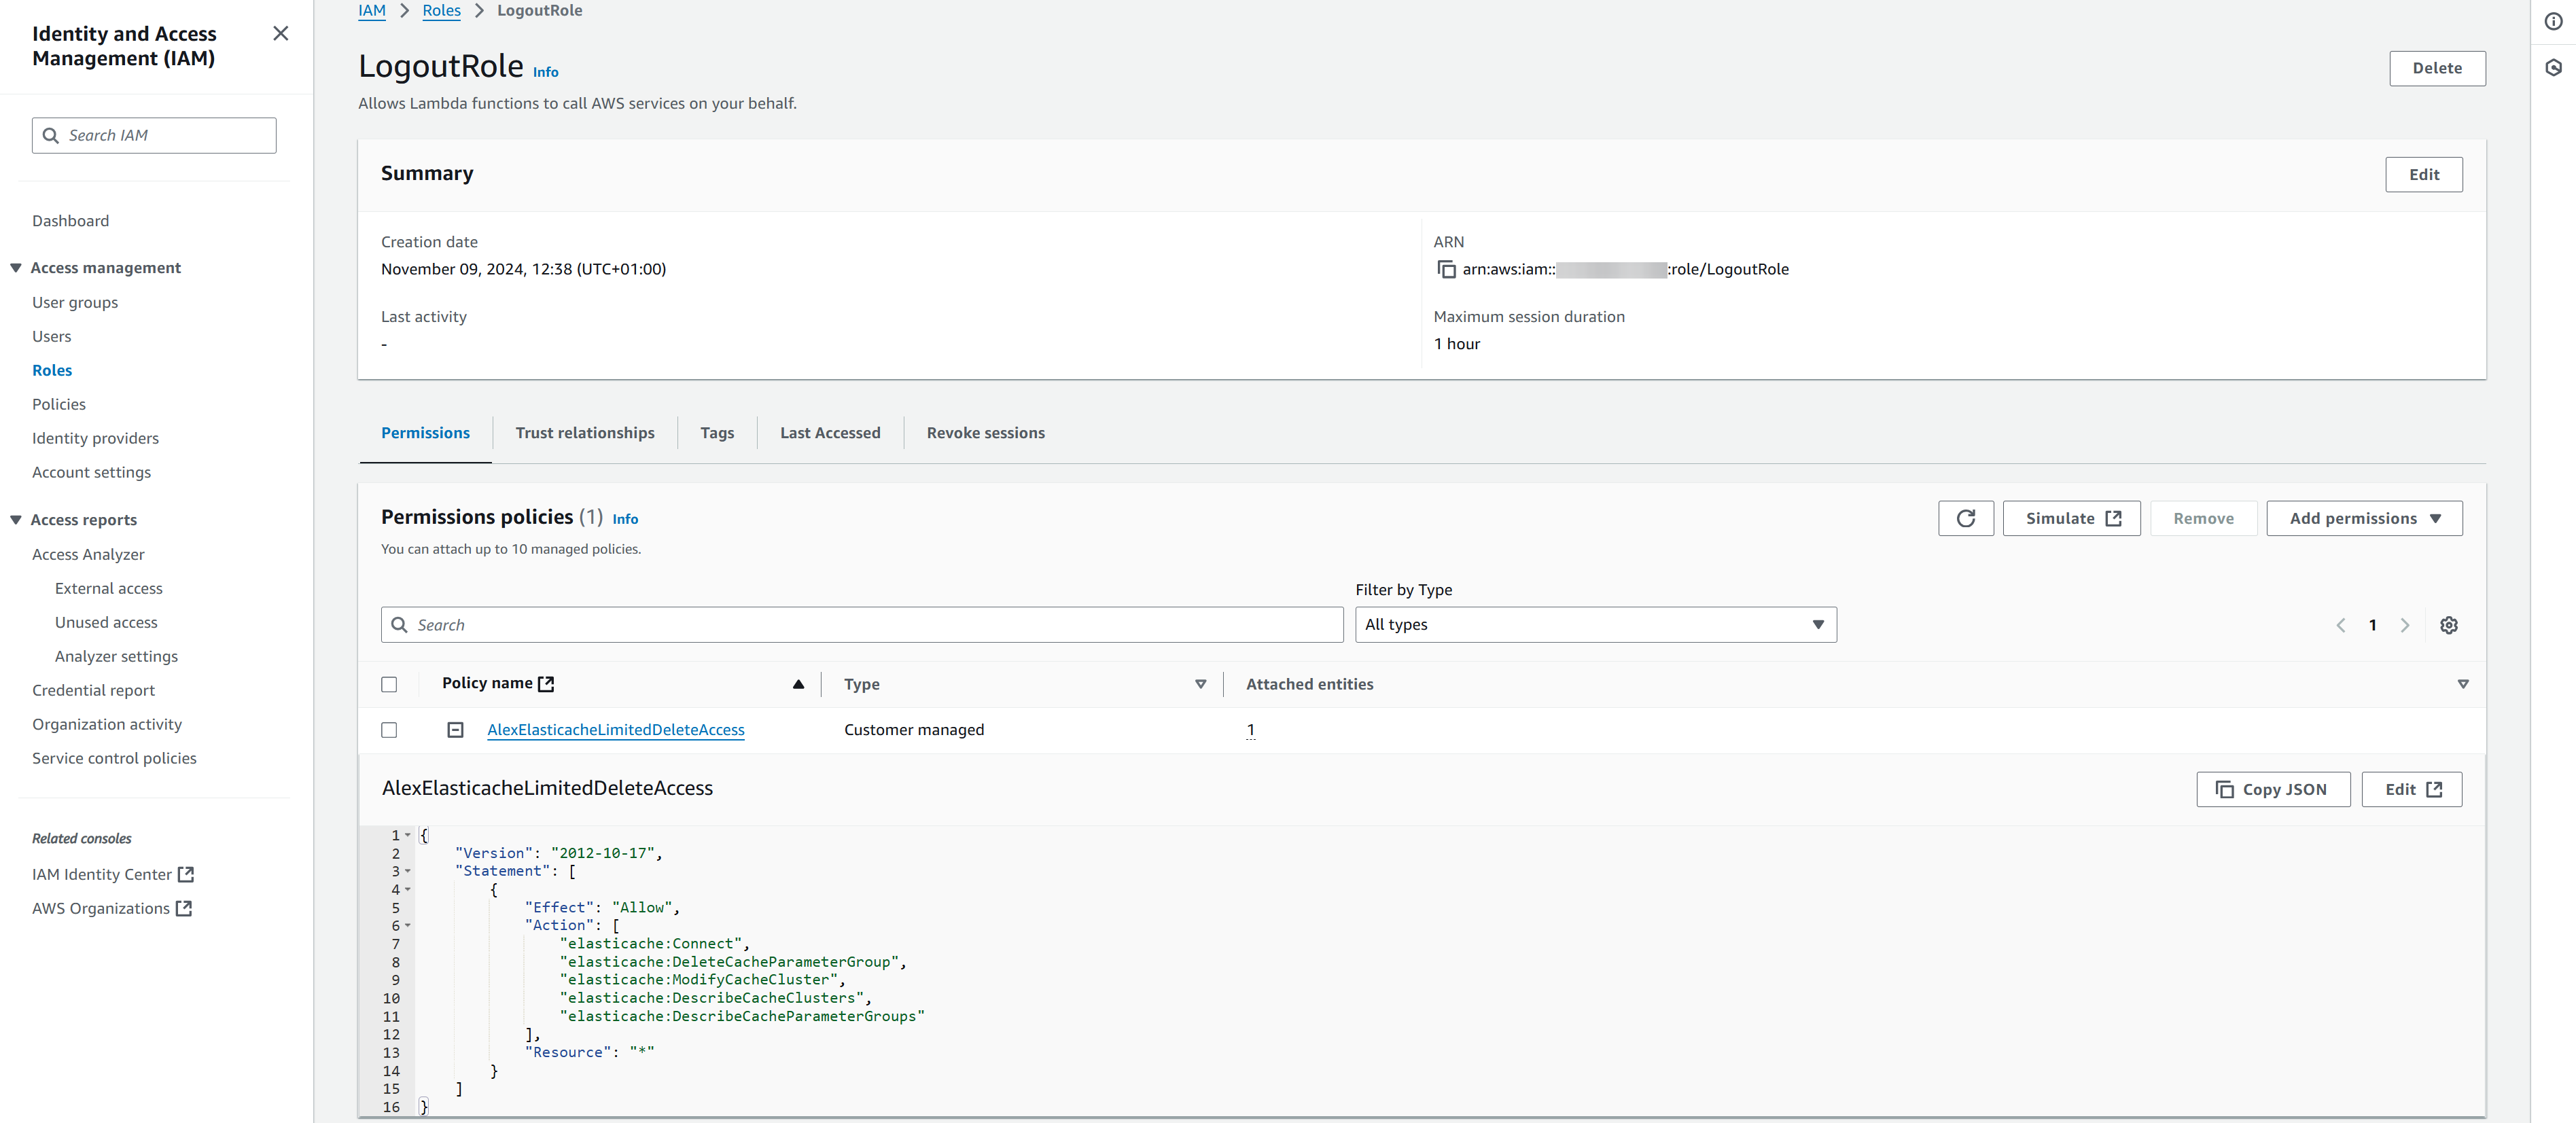 Identity and Access
Management (IAM)
Search IAM
Dashboard
Access management
User groups
Users
Roles
Policies
Identity providers
Account settings
Access reports
Access Analyzer
External access
Unused access
Analyzer settings
Credential report
Organization activity
Service control policies
Related consoles
IAM Identity Center
AWS Organizations
IAM > Roles > LogoutRole
LogoutRole Info
Delete
Allows Lambda functions to call AWS services on your behalf.
Summary
Edit
Creation date
November 09, 2024, 12:38 (UTC+01:00)
ARN
arn:aws:iam:: :role/LogoutRole
Last activity
-
Maximum session duration
1 hour
Permissions
Trust relationships
Tags
Last Accessed
Revoke sessions
Permissions policies (1) Info
Simulate
Remove
Add permissions
You can attach up to 10 managed policies.
Filter by Type
Search
All types
1
Policy name
Type
Attached entities
AlexElasticacheLimitedDeleteAccess
Customer managed
1
AlexElasticacheLimitedDeleteAccess
Copy JSON
Edit
1 {
2 "Version": "2012-10-17",
3 "Statement": [
4 {
5 "Effect": "Allow",
6 "Action": [
7 "elasticache:Connect",
8 "elasticache:DeleteCacheParameterGroup",
9 "elasticache:ModifyCacheCluster",
10 "elasticache:DescribeCacheClusters",
11 "elasticache:DescribeCacheParameterGroups"
12 ],
13 "Resource": "*"
14 }
15 ]
16 }